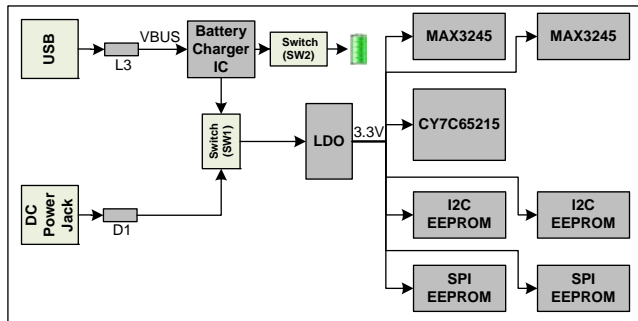 USB
L3
VBUS
Battery
Charger
IC
Switch
(SW2)
MAX3245
MAX3245
Switch
(SW1)
LDO
3.3V
CY7C65215
DC
Power
Jack
D1
I2C
EEPROM
I2C
EEPROM
SPI
EEPROM
SPI
EEPROM